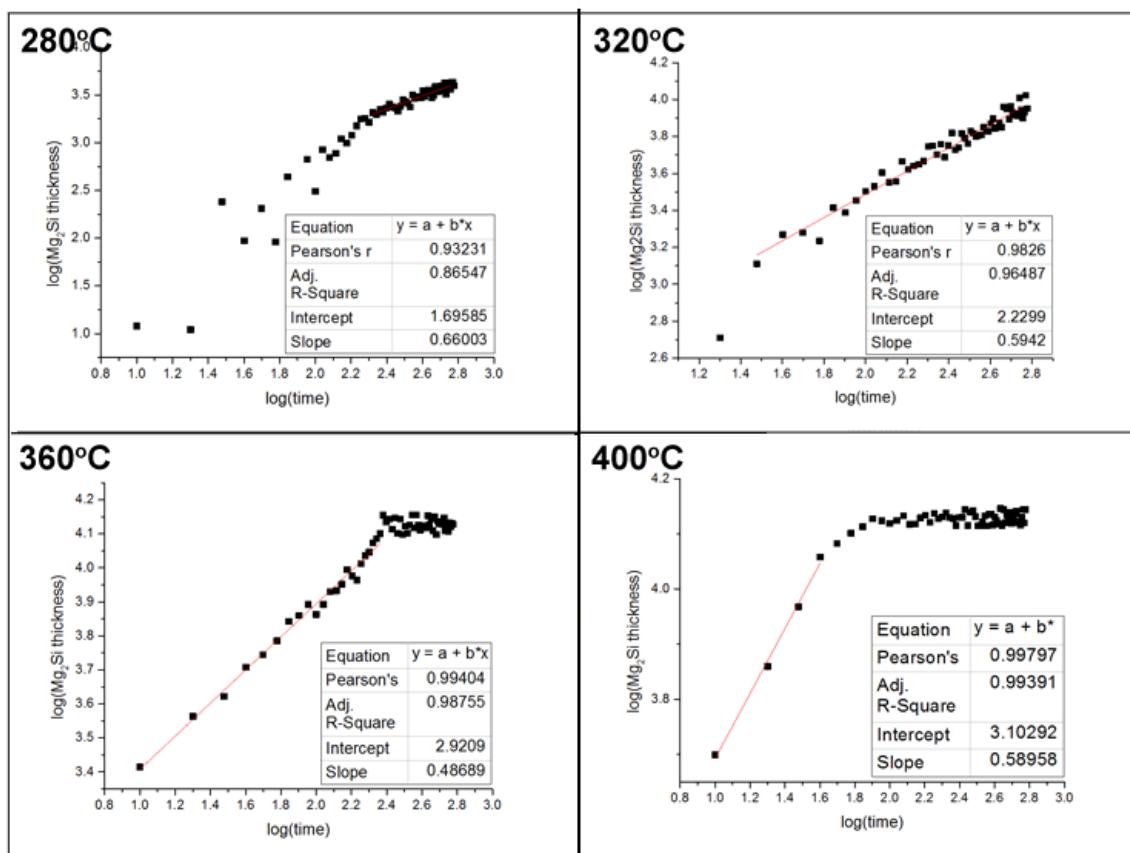 280°C
log(Mg₂Si thickness)
4.0
3.5
3.0
2.5
2.0
1.5
1.0
0.8 1.0 1.2 1.4 1.6 1.8 2.0 2.2 2.4 2.6 2.8 3.0
log(time)
Equation y = a + b*x
Pearson's r 0.93231
Adj. R-Square 0.86547
Intercept 1.69585
Slope 0.66003
320°C
log(Mg2Si thickness)
4.2
4.0
3.8
3.6
3.4
3.2
3.0
2.8
2.6
1.2 1.4 1.6 1.8 2.0 2.2 2.4 2.6 2.8
log(time)
Equation y = a + b*x
Pearson's r 0.9826
Adj. R-Square 0.96487
Intercept 2.2299
Slope 0.5942
360°C
log(Mg₂Si thickness)
4.2
4.1
4.0
3.9
3.8
3.7
3.6
3.5
3.4
0.8 1.0 1.2 1.4 1.6 1.8 2.0 2.2 2.4 2.6 2.8 3.0
log(time)
Equation y = a + b*x
Pearson's 0.99404
Adj. R-Square 0.98755
Intercept 2.9209
Slope 0.48689
400°C
log(Mg₂Si thickness)
4.2
4.0
3.8
0.8 1.0 1.2 1.4 1.6 1.8 2.0 2.2 2.4 2.6 2.8 3.0
log(time)
Equation y = a + b*
Pearson's 0.99797
Adj. R-Square 0.99391
Intercept 3.10292
Slope 0.58958